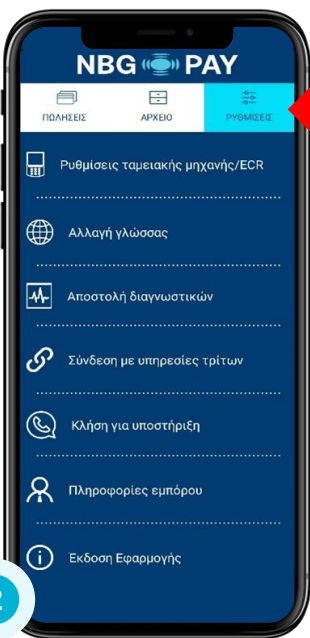 NBG PAY
ΠΩΛΗΣΕΙΣ ΑΡΧΕΙΟ ΡΥΘΜΙΣΕΙΣ
Ρυθμίσεις ταμειακής μηχανής/ECR
Αλλαγή γλώσσας
Αποστολή διαγνωστικών
Σύνδεση με υπηρεσίες τρίτων
Κλήση για υποστήριξη
Πληροφορίες εμπόρου
Έκδοση Εφαρμογής